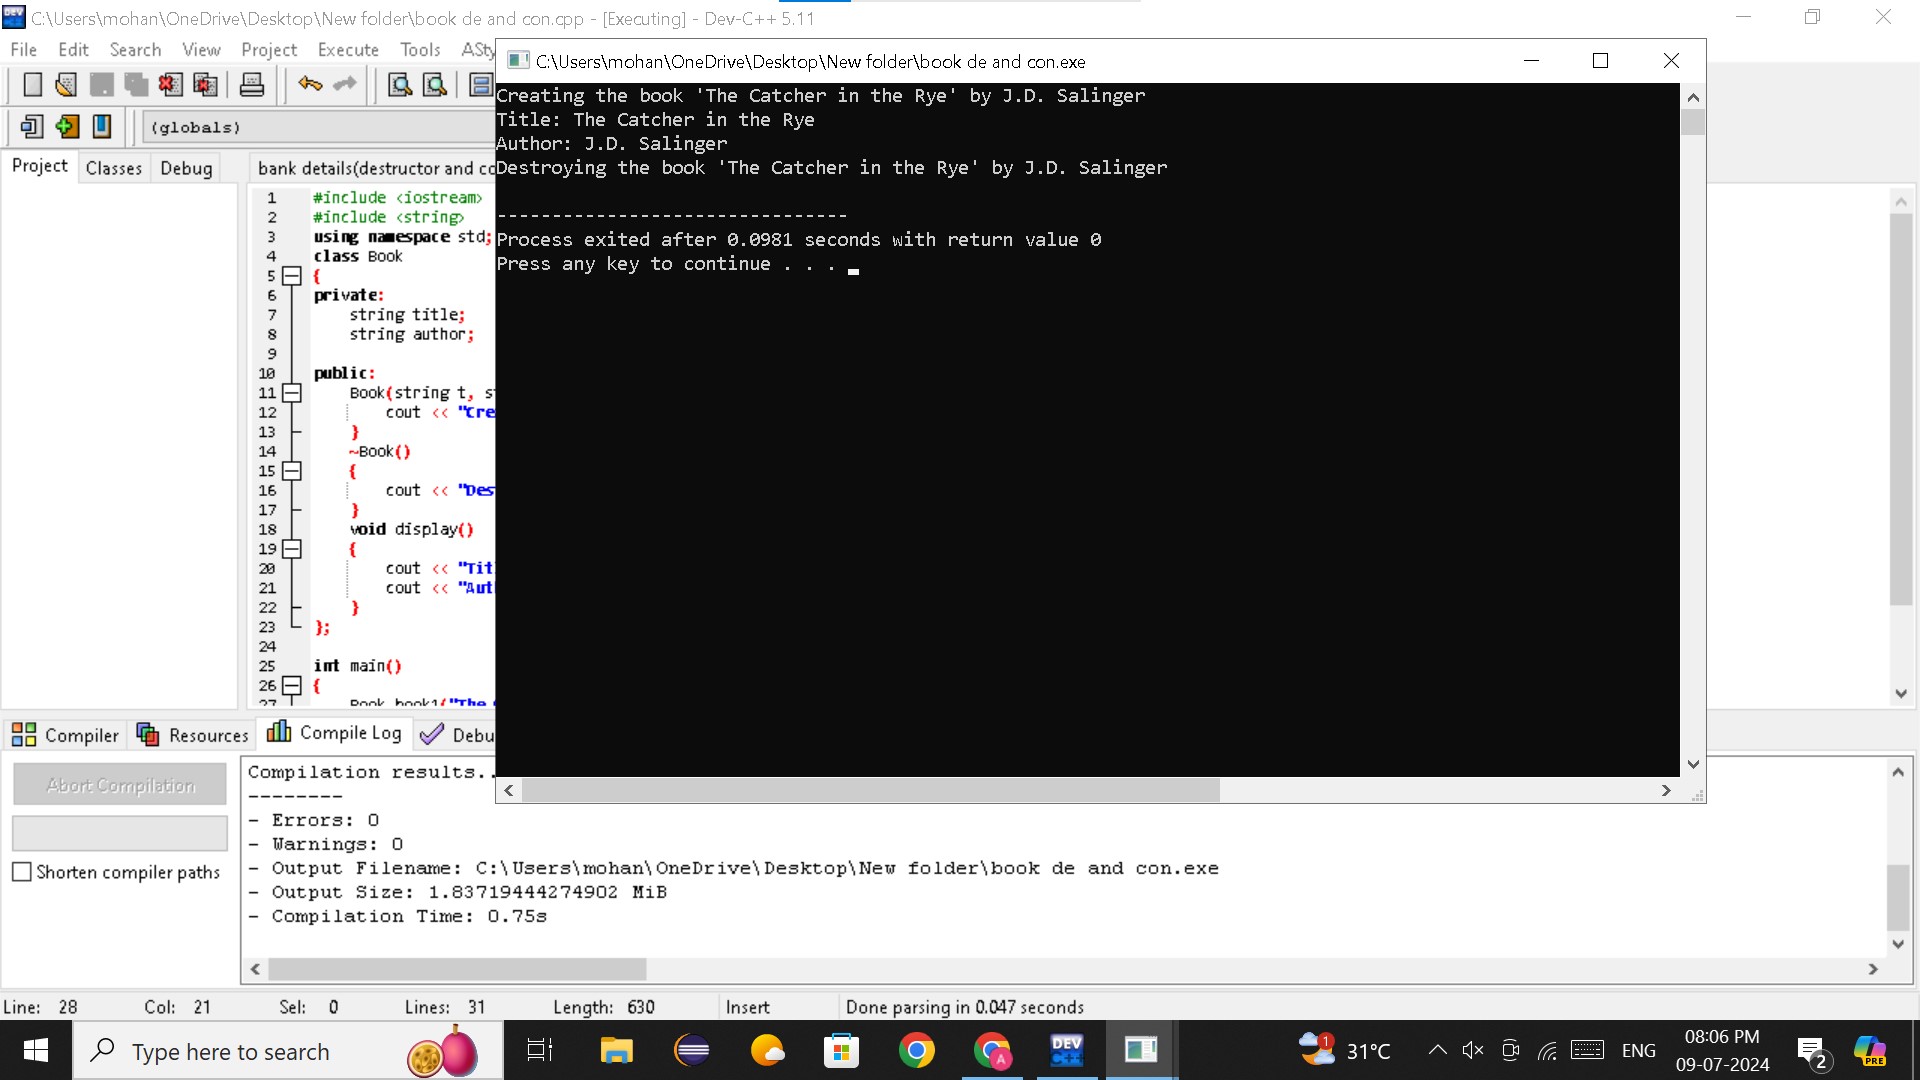 C:\Users\mohan\OneDrive\Desktop\New folder\book de and con.cpp - [Executing] - Dev-C++ 5.11
File Edit Search View Project Execute Tools ASty
C:\Users\mohan\OneDrive\Desktop\New folder\book de and con.exe
(globals)
Project Classes Debug
bank details(destructor and co
Creating the book 'The Catcher in the Rye' by J.D. Salinger
Title: The Catcher in the Rye
Author: J.D. Salinger
Destroying the book 'The Catcher in the Rye' by J.D. Salinger
--------------------------------
Process exited after 0.0981 seconds with return value 0
Press any key to continue . . .
1 #include <iostream>
2 #include <string>
3 using namespace std;
4 class Book
5 {
6 private:
7 string title;
8 string author;
9
10 public:
11 Book(string t, s
12 cout << "Cre
13 }
14 ~Book()
15 {
16 cout << "Des
17 }
18 void display()
19 {
20 cout << "Tit
21 cout << "Aut
22 }
23 };
24
25 int main()
26 {
27 Book book1("The
Compiler Resources Compile Log Debu
Abort Compilation
Shorten compiler paths
Compilation results..
--------
- Errors: 0
- Warnings: 0
- Output Filename: C:\Users\mohan\OneDrive\Desktop\New folder\book de and con.exe
- Output Size: 1.83719444274902 MiB
- Compilation Time: 0.75s
Line: 28 Col: 21 Sel: 0 Lines: 31 Length: 630 Insert Done parsing in 0.047 seconds
Type here to search
A
DEV C++
1
31°C
ENG
08:06 PM
09-07-2024
2
PRE